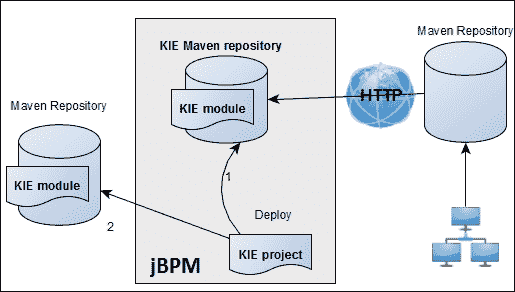 Maven Repository
KIE Maven repository
KIE module
HTTP
Maven Repository
KIE module
1
2
Deploy
KIE project
jBPM